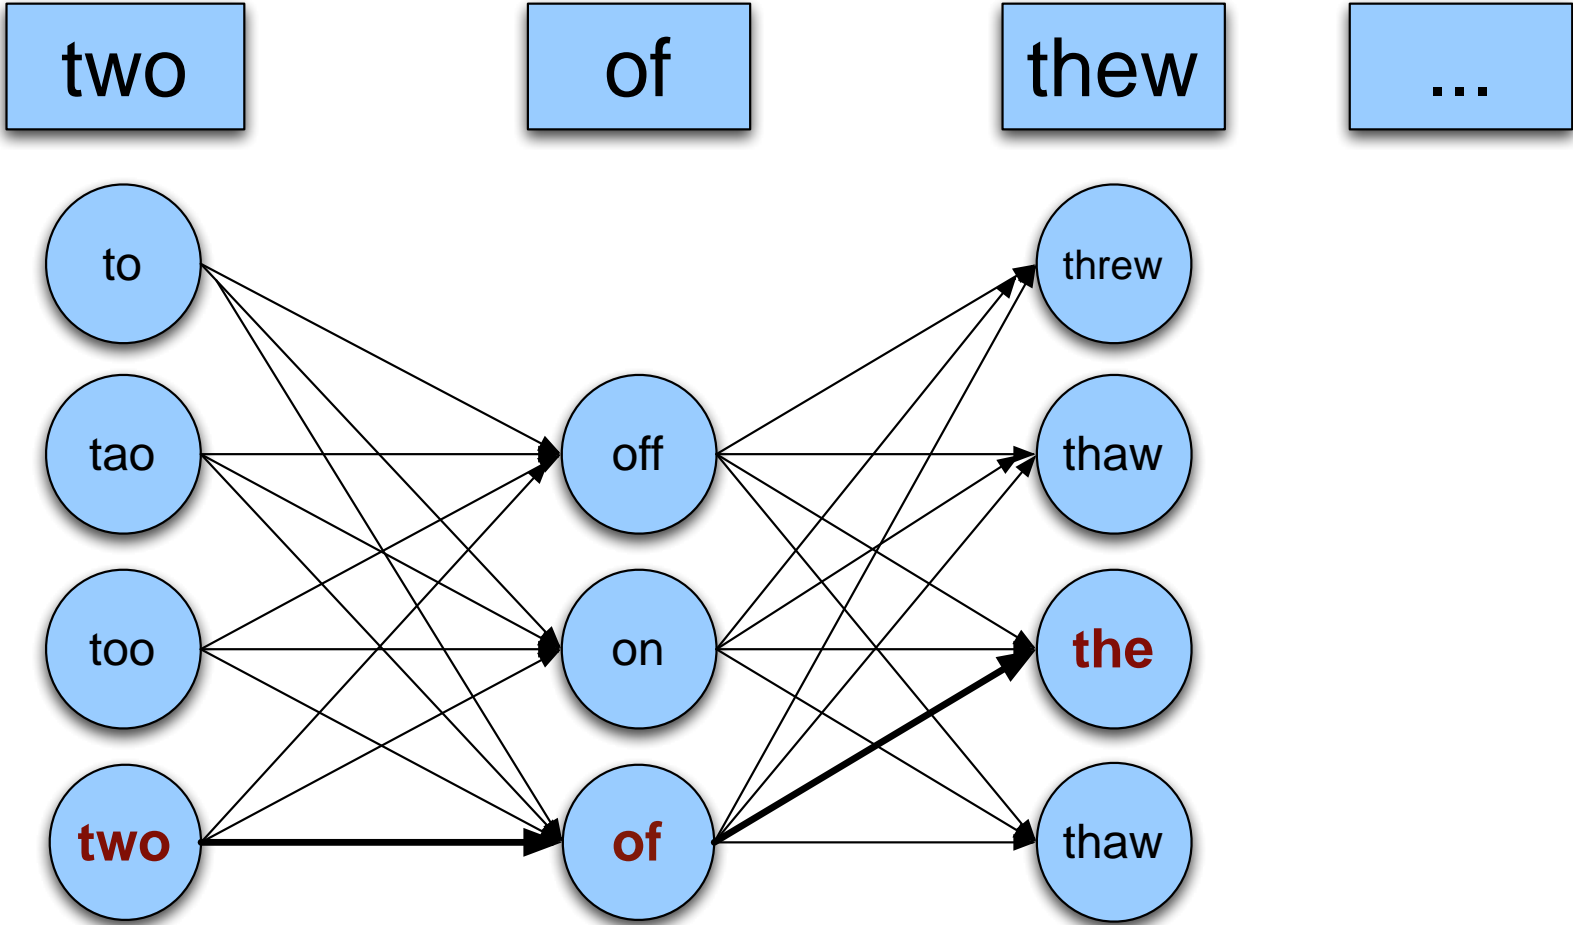 two of thew ...
to threw
tao off thaw
too on the
two of thaw